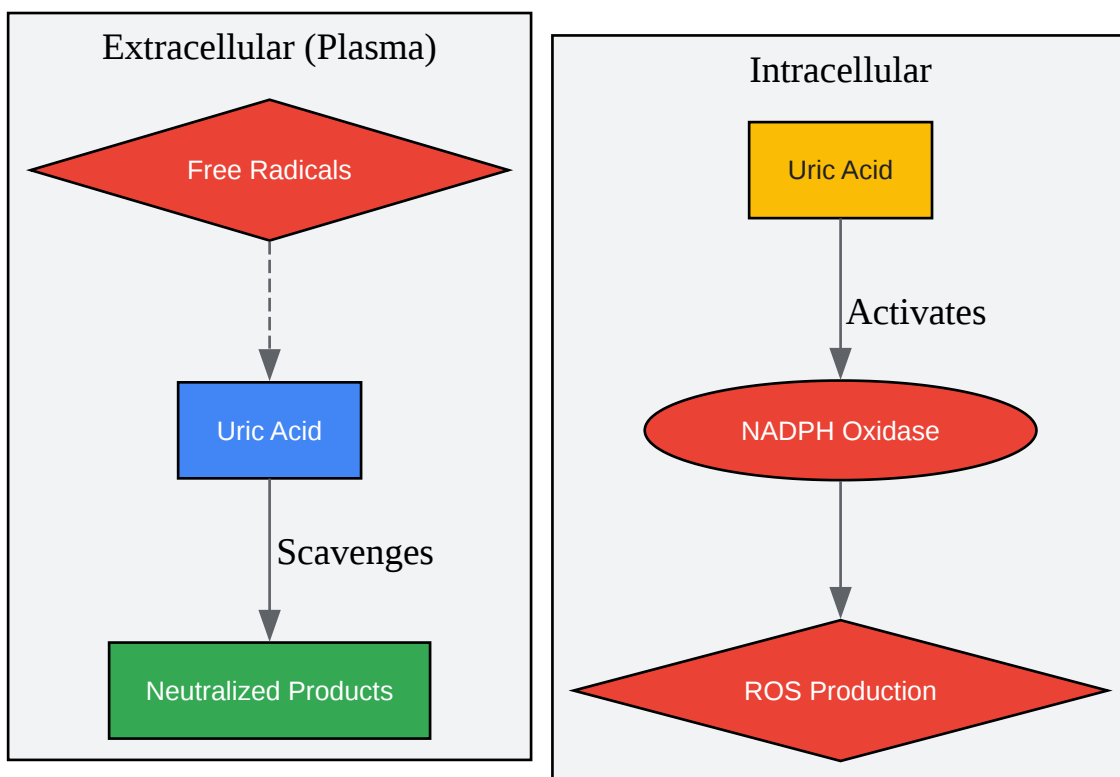 Extracellular (Plasma)
Free Radicals
Uric Acid
Scavenges
Neutralized Products
Intracellular
Uric Acid
Activates
NADPH Oxidase
ROS Production